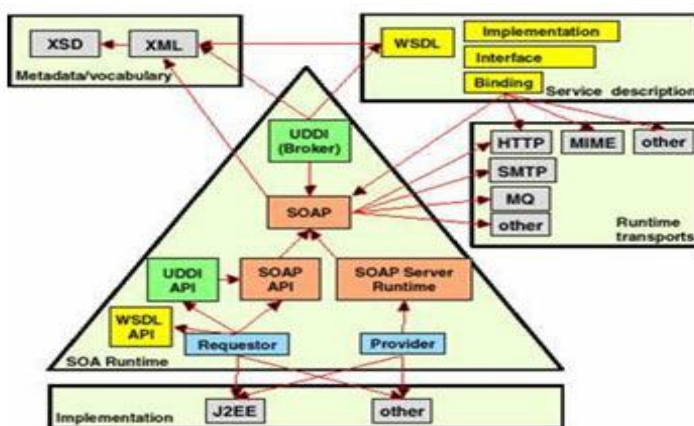 XSD
XML
Metadata/vocabulary
WSDL
Implementation
Interface
Binding
Service description
UDDI
(Broker)
HTTP
MIME
other
SMTP
MQ
other
Runtime
transports
SOAP
UDDI
API
SOAP
API
SOAP Server
Runtime
WSDL
API
Requestor
Provider
SOA Runtime
J2EE
other
Implementation